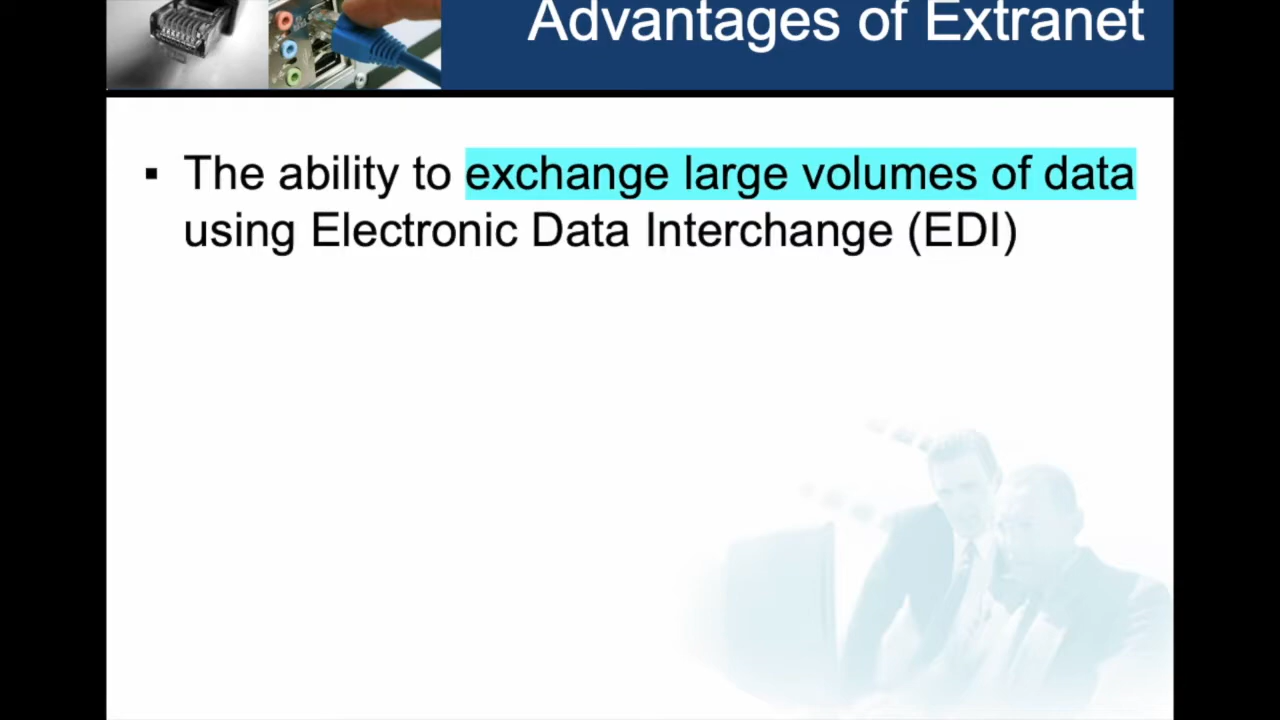 Advantages of Extranet
▪ The ability to exchange large volumes of data
using Electronic Data Interchange (EDI)